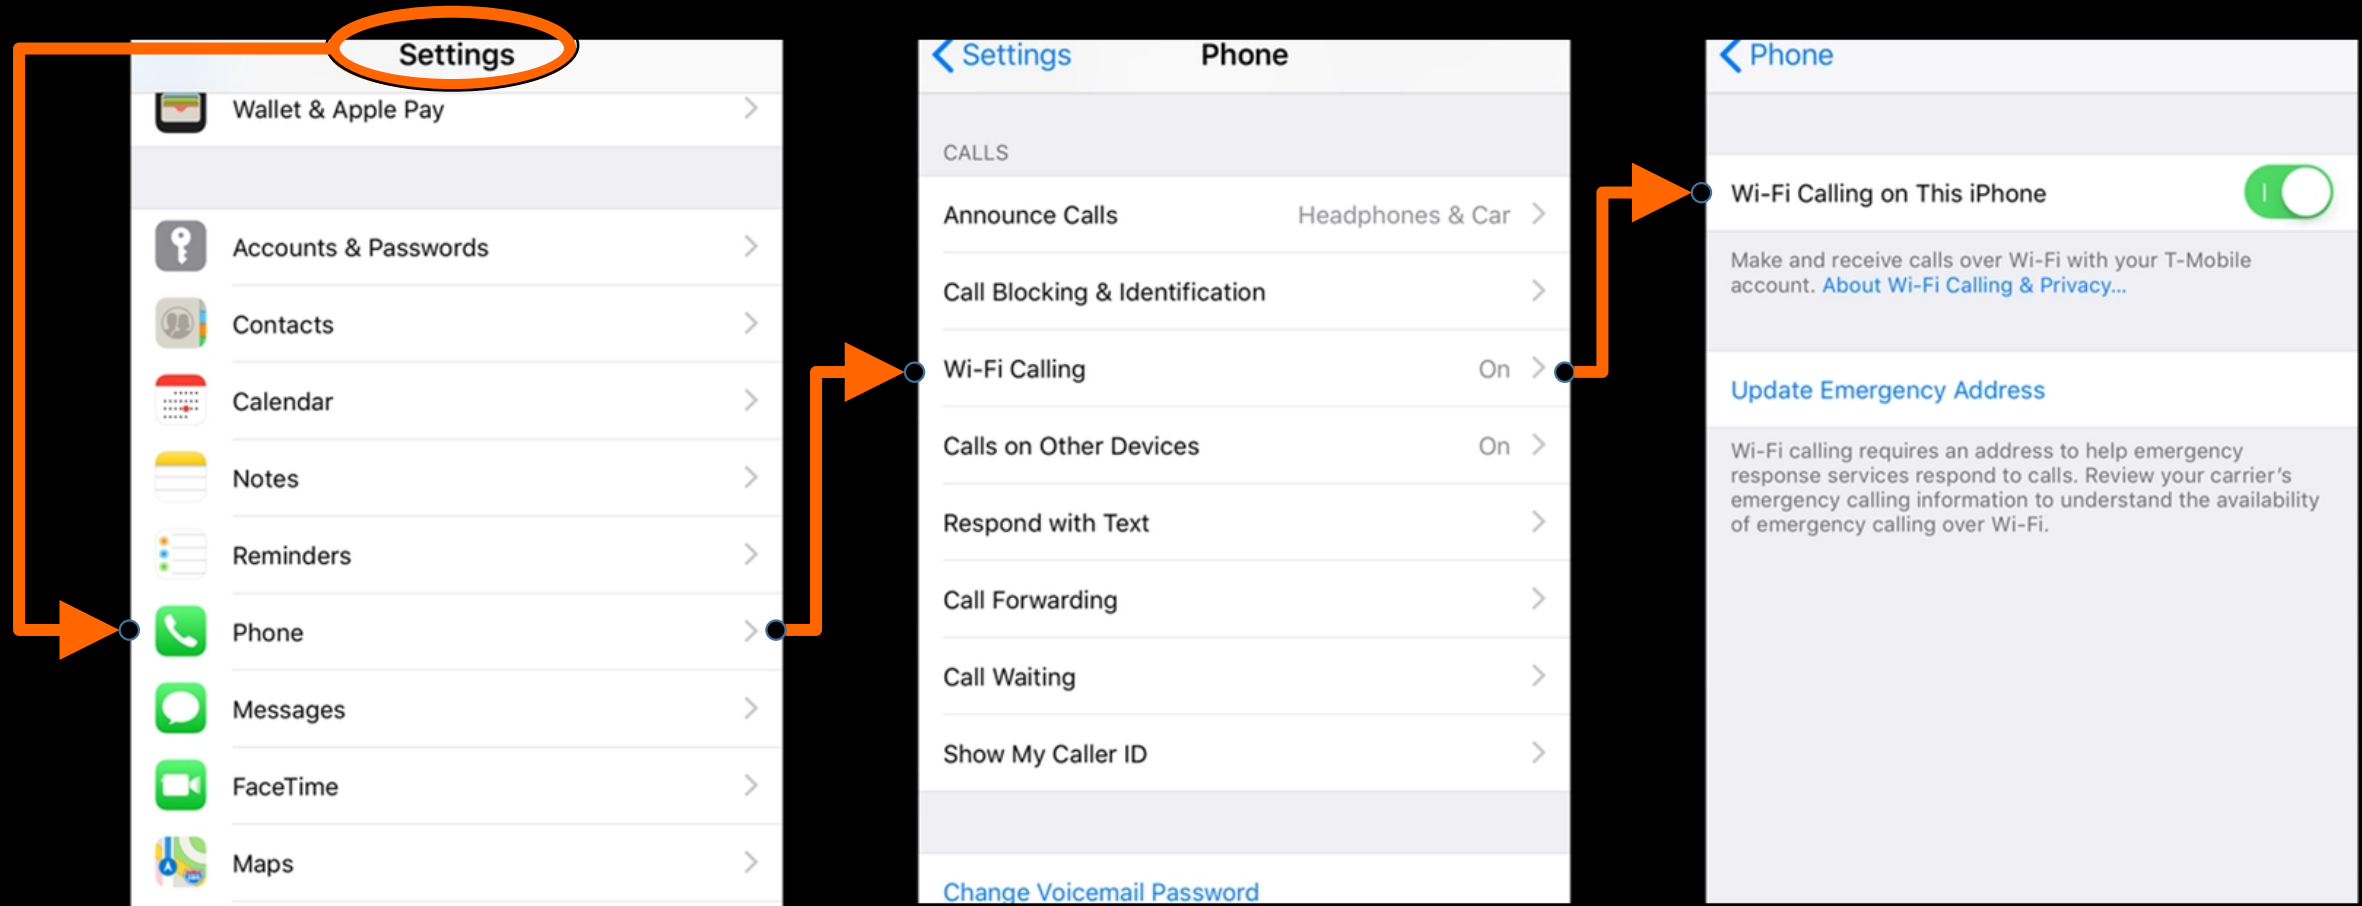 Settings
Wallet & Apple Pay
Accounts & Passwords
Contacts
Calendar
Notes
Reminders
Phone
Messages
FaceTime
Maps
Settings
Phone
CALLS
Announce Calls Headphones & Car
Call Blocking & Identification
Wi-Fi Calling On
Calls on Other Devices On
Respond with Text
Call Forwarding
Call Waiting
Show My Caller ID
Change Voicemail Password
Phone
Wi-Fi Calling on This iPhone
Make and receive calls over Wi-Fi with your T-Mobile
account. About Wi-Fi Calling & Privacy...
Update Emergency Address
Wi-Fi calling requires an address to help emergency
response services respond to calls. Review your carrier's
emergency calling information to understand the availability
of emergency calling over Wi-Fi.